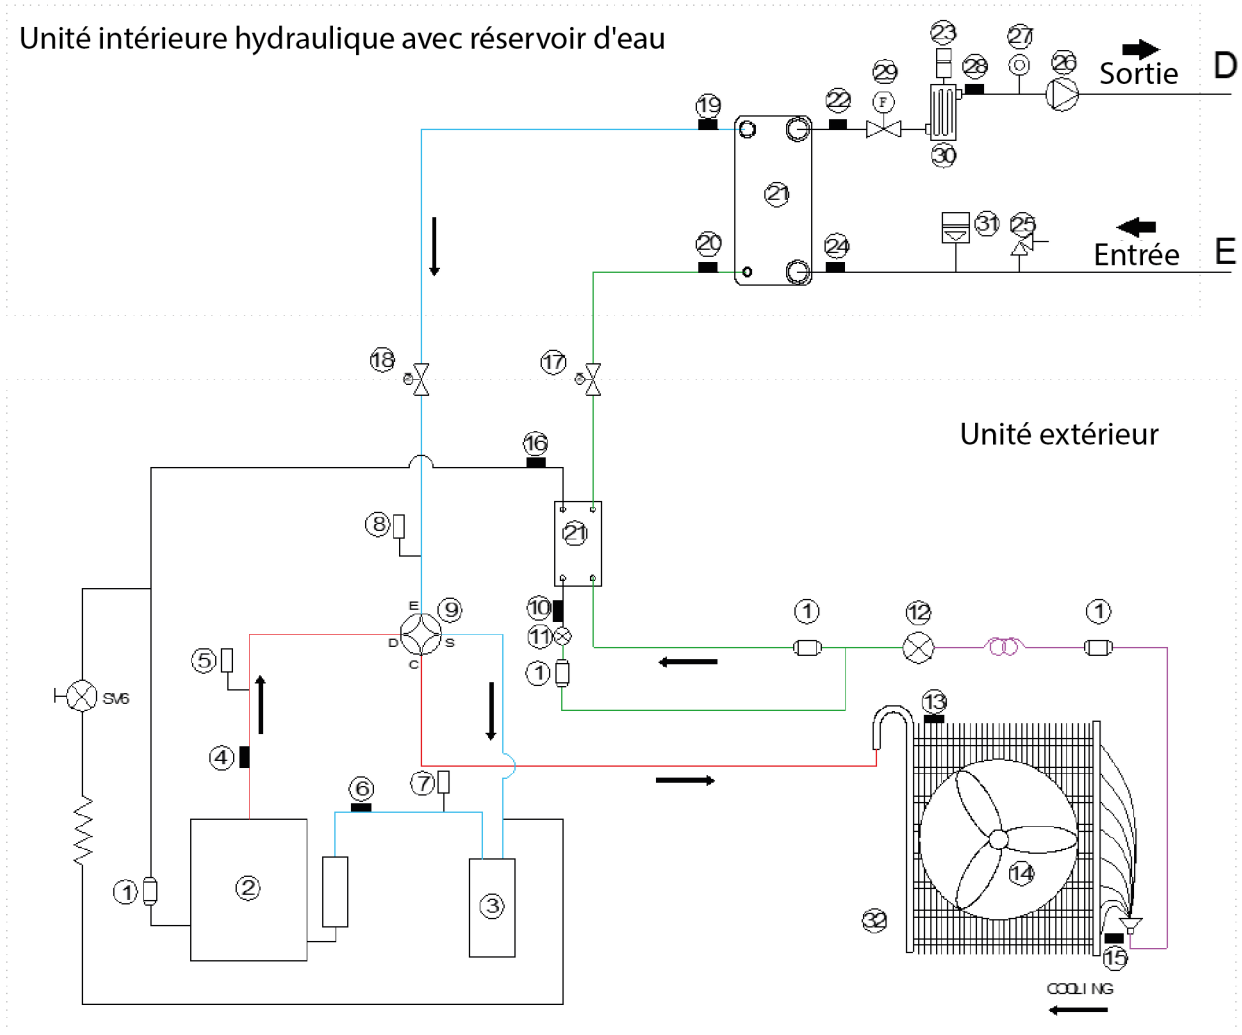 Unité intérieure hydraulique avec réservoir d'eau
23
27
28
26
Sortie
D
29
F
22
19
30
21
31
25
Entrée
E
20
24
18
17
Unité extérieur
16
8
21
E
9
10
1
12
1
D
S
11
C
5
1
SV6
13
4
7
6
14
2
1
3
32
15
COOLING